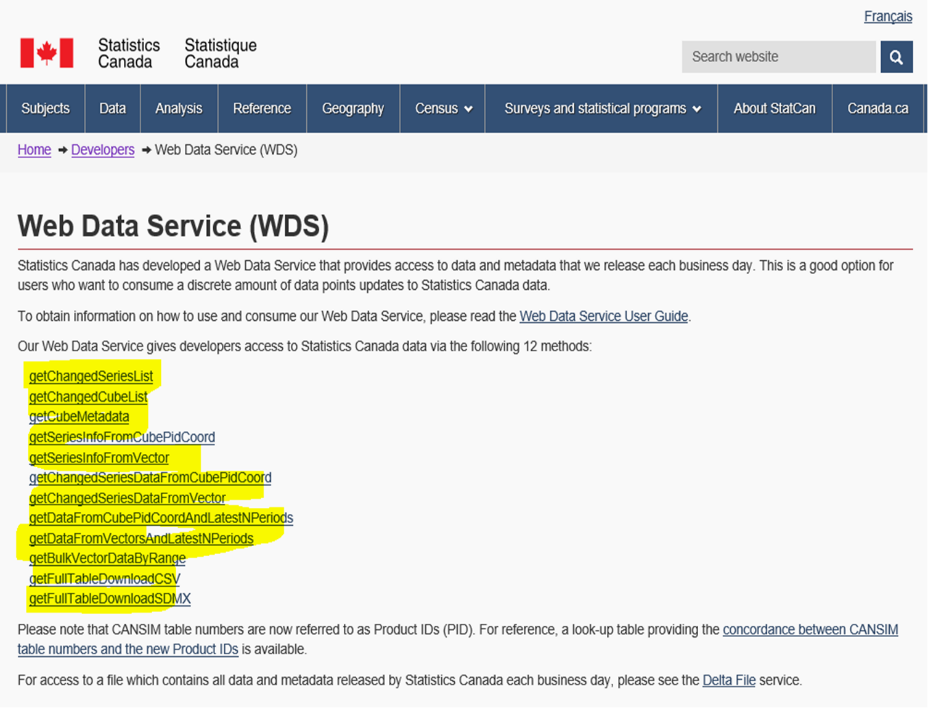 Français
Statistics Statistique
Canada Canada
Search website
Subjects Data Analysis Reference Geography Census Surveys and statistical programs About StatCan Canada.ca
Home ➔ Developers ➔ Web Data Service (WDS)
Web Data Service (WDS)
Statistics Canada has developed a Web Data Service that provides access to data and metadata that we release each business day. This is a good option for
users who want to consume a discrete amount of data points updates to Statistics Canada data.
To obtain information on how to use and consume our Web Data Service, please read the Web Data Service User Guide.
Our Web Data Service gives developers access to Statistics Canada data via the following 12 methods:
getChangedSeriesList
getChangedCubeList
getCubeMetadata
getSeriesInfoFromCubePidCoord
getSeriesInfoFromVector
getChangedSeriesDataFromCubePidCoord
getChangedSeriesDataFromVector
getDataFromCubePidCoordAndLatestNPeriods
getDataFromVectorsAndLatestNPeriods
getBulkVectorDataByRange
getFullTableDownloadCSV
getFullTableDownloadSDMX
Please note that CANSIM table numbers are now referred to as Product IDs (PID). For reference, a look-up table providing the concordance between CANSIM
table numbers and the new Product IDs is available.
For access to a file which contains all data and metadata released by Statistics Canada each business day, please see the Delta File service.